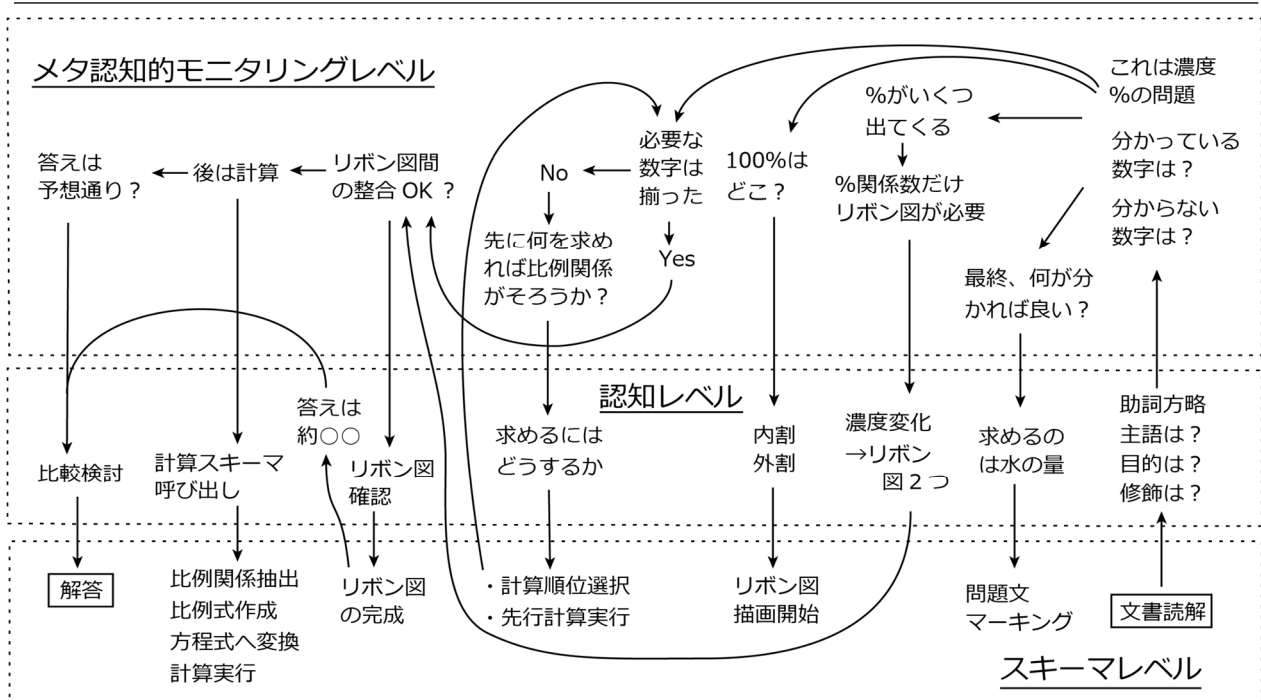 メタ認知的モニタリングレベル
これは濃度
%の問題
分かっている
数字は？
分からない
数字は？
%がいくつ
出てくる
%関係数だけ
リボン図が必要
最終、何が分
かれば良い？
100%は
どこ？
必要な
数字は
揃った
No
Yes
先に何を求め
れば比例関係
がそろうか？
リボン図間
の整合 OK ？
後は計算
答えは
予想通り？
認知レベル
助詞方略
主語は？
目的は？
修飾は？
求めるの
は水の量
濃度変化
→リボン
図 2 つ
内割
外割
求めるには
どうするか
答えは
約○○
リボン図
確認
計算スキーマ
呼び出し
比較検討
スキーマレベル
文書読解
問題文
マーキング
リボン図
描画開始
・計算順位選択
・先行計算実行
リボン図
の完成
比例関係抽出
比例式作成
方程式へ変換
計算実行
解答